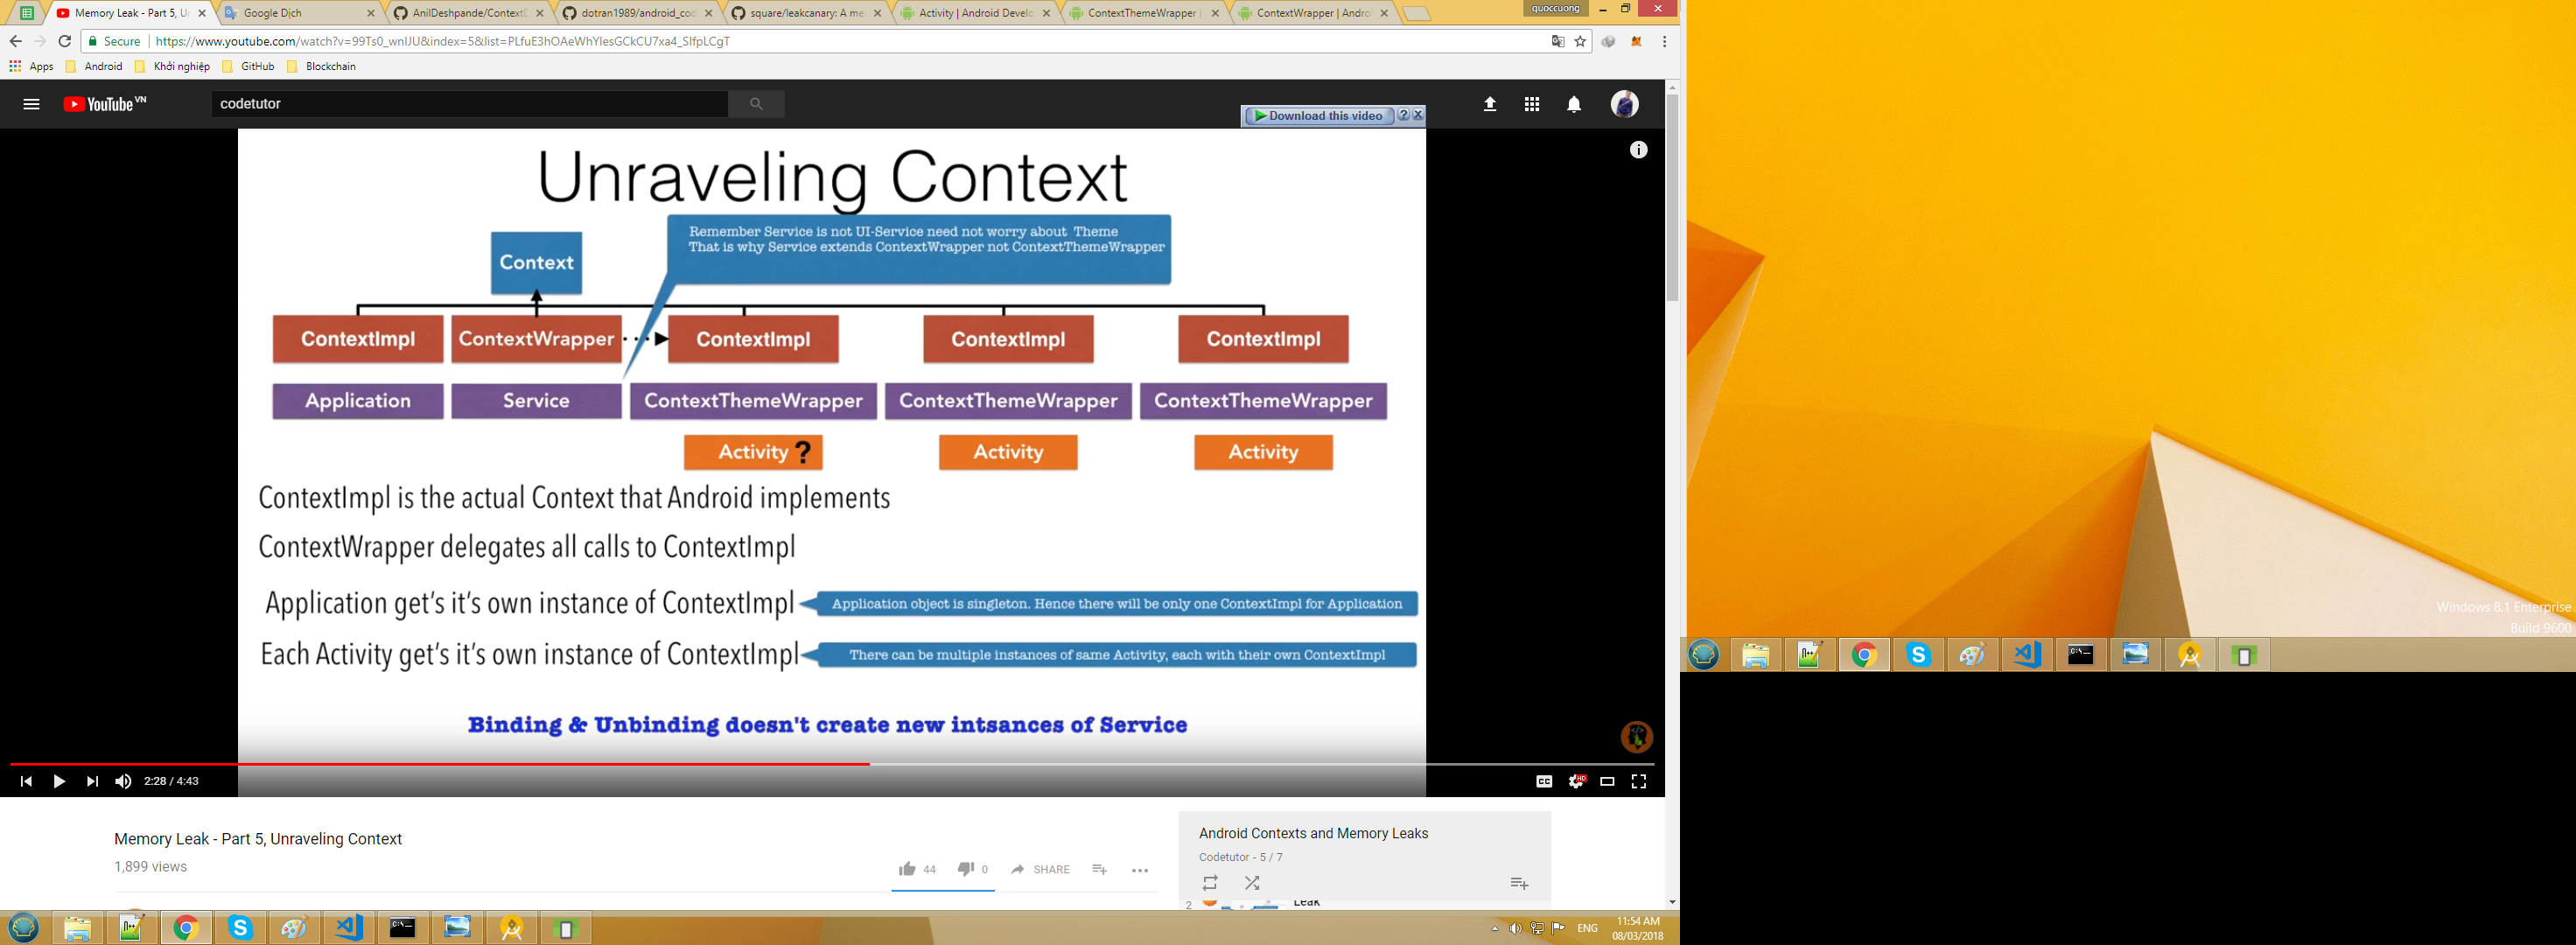 Memory Leak - Part 5, Ur
Google Dịch
AnilDeshpande/Context
dotran1989/android_cod
square/leakcanary: A me
Activity | Android Develo
ContextThemeWrapper
ContextWrapper | Andro
quoccuong
Secure
https://www.youtube.com/watch?v=99Ts0_wnIJU&index=5&list=PLfuE3hOAeWhYlesGCkCU7xa4_SlfpLCgT
Apps
Android
Khởi nghiệp
GitHub
Blockchain
YouTube VN
codetutor
Download this video
Unraveling Context
Remember Service is not UI-Service need not worry about Theme
That is why Service extends ContextWrapper not ContextThemeWrapper
Context
ContextImpl
ContextWrapper
ContextImpl
ContextImpl
ContextImpl
Application
Service
ContextThemeWrapper
ContextThemeWrapper
ContextThemeWrapper
Activity ?
Activity
Activity
ContextImpl is the actual Context that Android implements
ContextWrapper delegates all calls to ContextImpl
Application get's it's own instance of ContextImpl
Application object is singleton. Hence there will be only one ContextImpl for Application
Each Activity get's it's own instance of ContextImpl
There can be multiple instances of same Activity, each with their own ContextImpl
Binding & Unbinding doesn't create new intsances of Service
2:28 / 4:43
CC
HD
Memory Leak - Part 5, Unraveling Context
1,899 views
44
0
SHARE
Android Contexts and Memory Leaks
Codetutor - 5 / 7
2
Leak
ENG
11:54 AM
08/03/2018
Windows 8.1 Enterprise
Build 9600